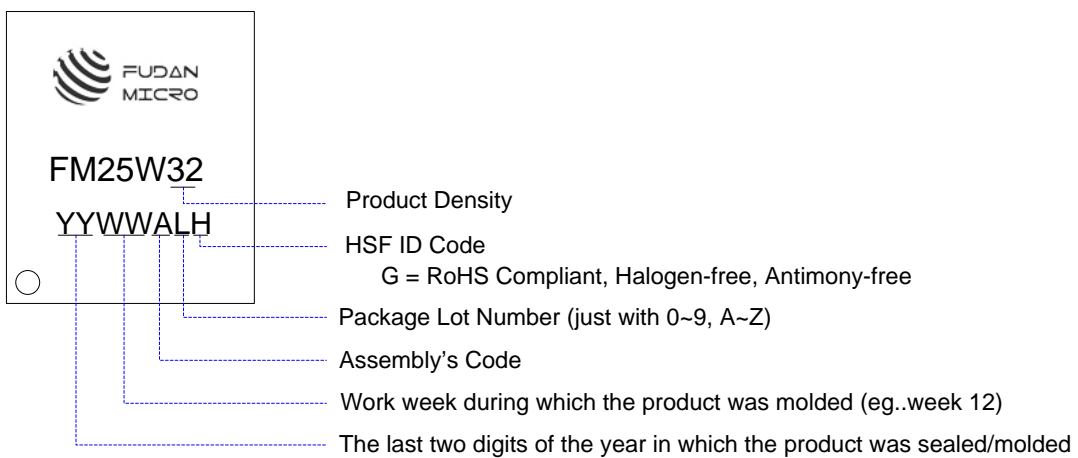 FUDAN
MICRO
FM25W32
YYWWALH
Product Density
HSF ID Code
G = RoHS Compliant, Halogen-free, Antimony-free
Package Lot Number (just with 0~9, A~Z)
Assembly's Code
Work week during which the product was molded (eg..week 12)
The last two digits of the year in which the product was sealed/molded